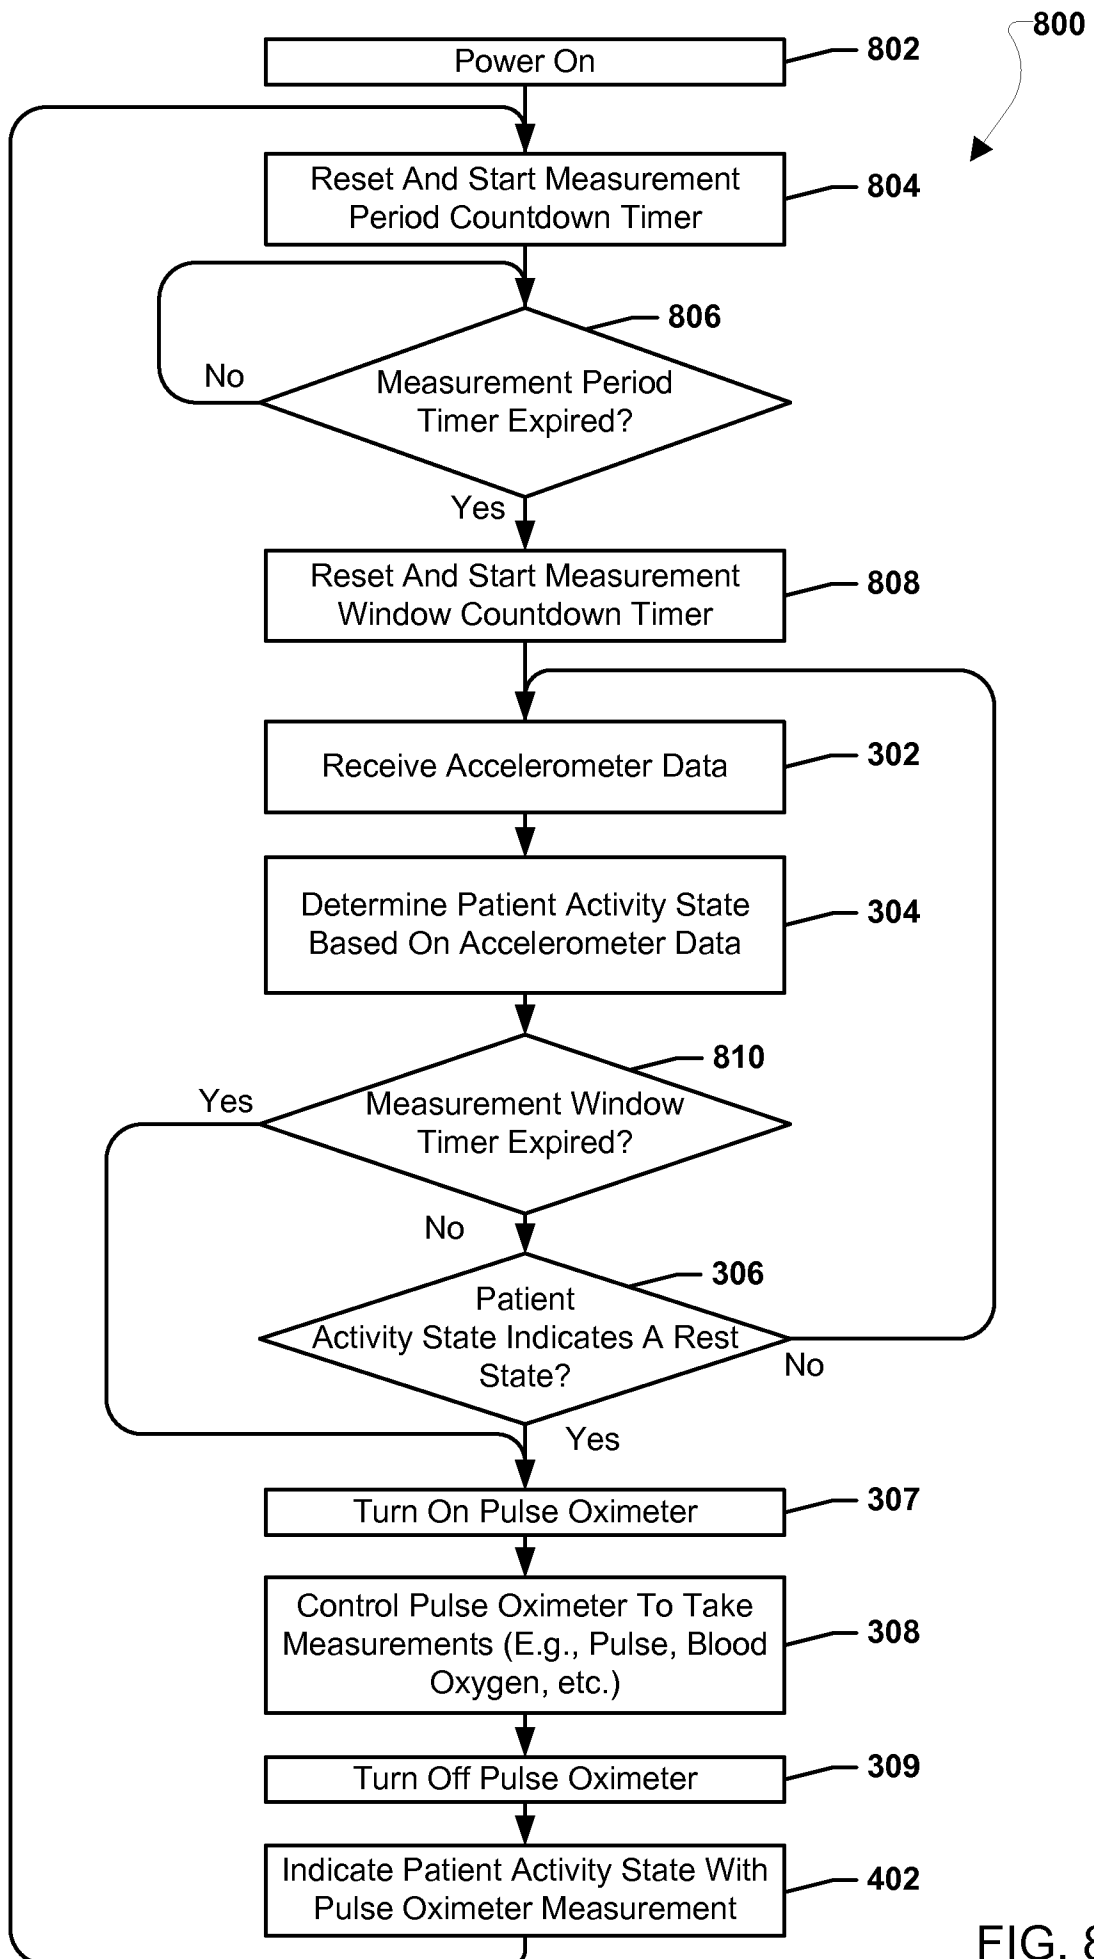 800
Power On
802
Reset And Start Measurement
Period Countdown Timer
804
806
Measurement Period
Timer Expired?
No
Yes
Reset And Start Measurement
Window Countdown Timer
808
Receive Accelerometer Data
302
Determine Patient Activity State
Based On Accelerometer Data
304
810
Measurement Window
Timer Expired?
Yes
No
306
Patient
Activity State Indicates A Rest
State?
No
Yes
Turn On Pulse Oximeter
307
Control Pulse Oximeter To Take
Measurements (E.g., Pulse, Blood
Oxygen, etc.)
308
Turn Off Pulse Oximeter
309
Indicate Patient Activity State With
Pulse Oximeter Measurement
402
FIG. 8